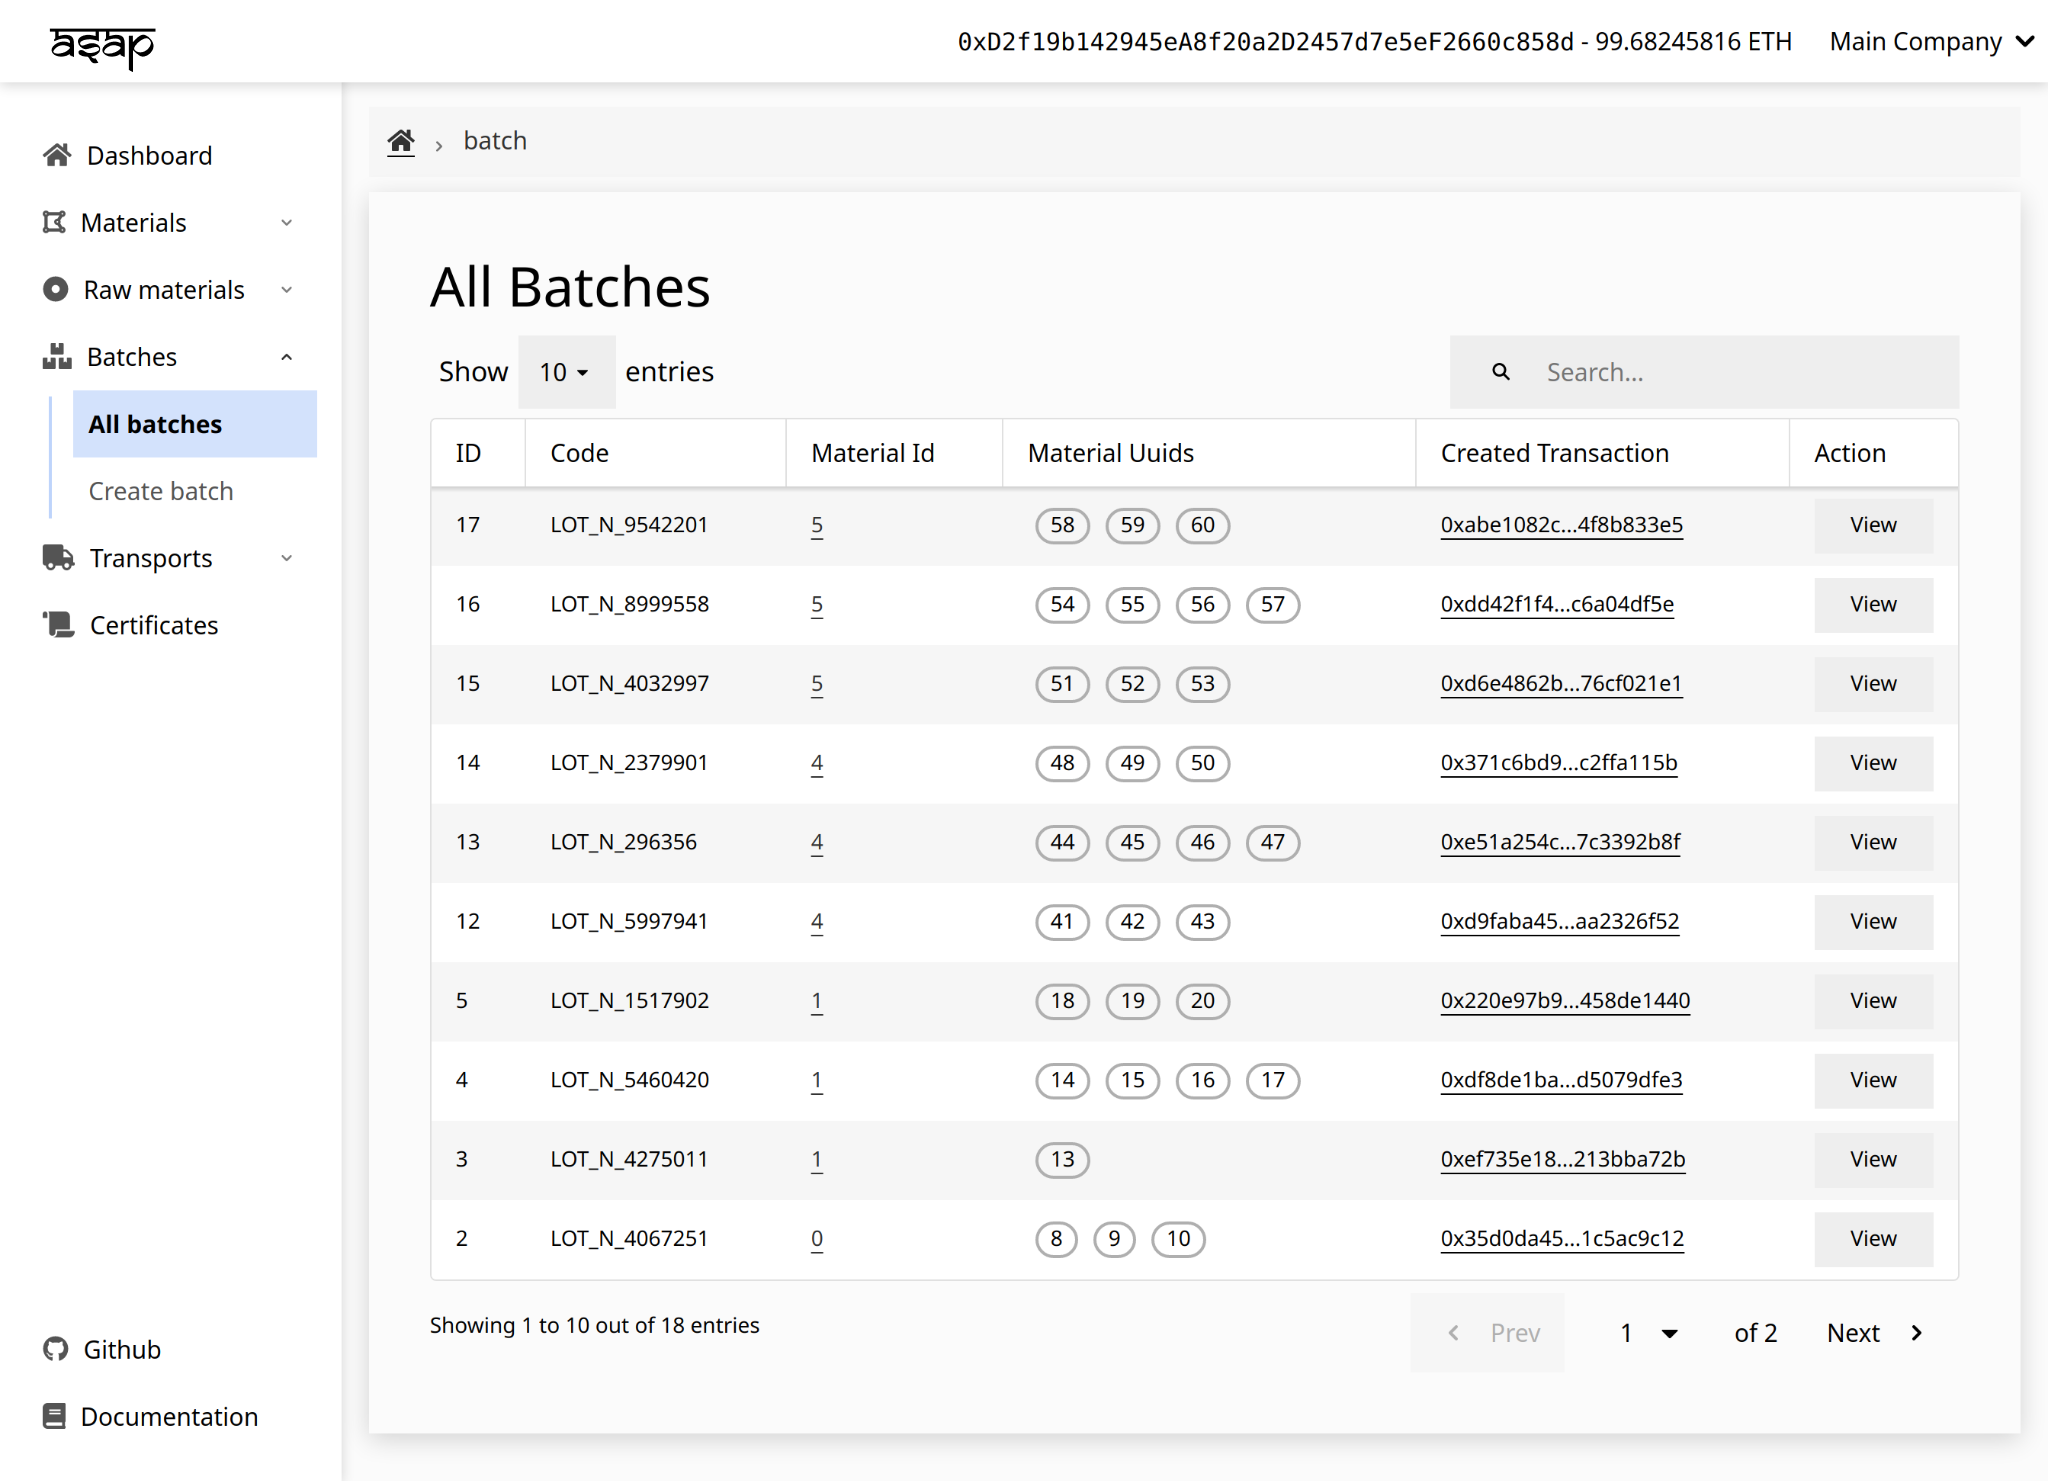 asap
0xD2f19b142945eA8f20a2D2457d7e5eF2660c858d - 99.68245816 ETH Main Company
Dashboard
Materials
Raw materials
Batches
All batches
Create batch
Transports
Certificates
Github
Documentation
batch
All Batches
Show 10 entries
Search...
ID Code Material Id Material Uuids Created Transaction Action
17 LOT_N_9542201 5 58 59 60 0xabe1082c...4f8b833e5 View
16 LOT_N_8999558 5 54 55 56 57 0xdd42f1f4...c6a04df5e View
15 LOT_N_4032997 5 51 52 53 0xd6e4862b...76cf021e1 View
14 LOT_N_2379901 4 48 49 50 0x371c6bd9...c2ffa115b View
13 LOT_N_296356 4 44 45 46 47 0xe51a254c...7c3392b8f View
12 LOT_N_5997941 4 41 42 43 0xd9faba45...aa2326f52 View
5 LOT_N_1517902 1 18 19 20 0x220e97b9...458de1440 View
4 LOT_N_5460420 1 14 15 16 17 0xdf8de1ba...d5079dfe3 View
3 LOT_N_4275011 1 13 0xef735e18...213bba72b View
2 LOT_N_4067251 0 8 9 10 0x35d0da45...1c5ac9c12 View
Showing 1 to 10 out of 18 entries
Prev 1 of 2 Next